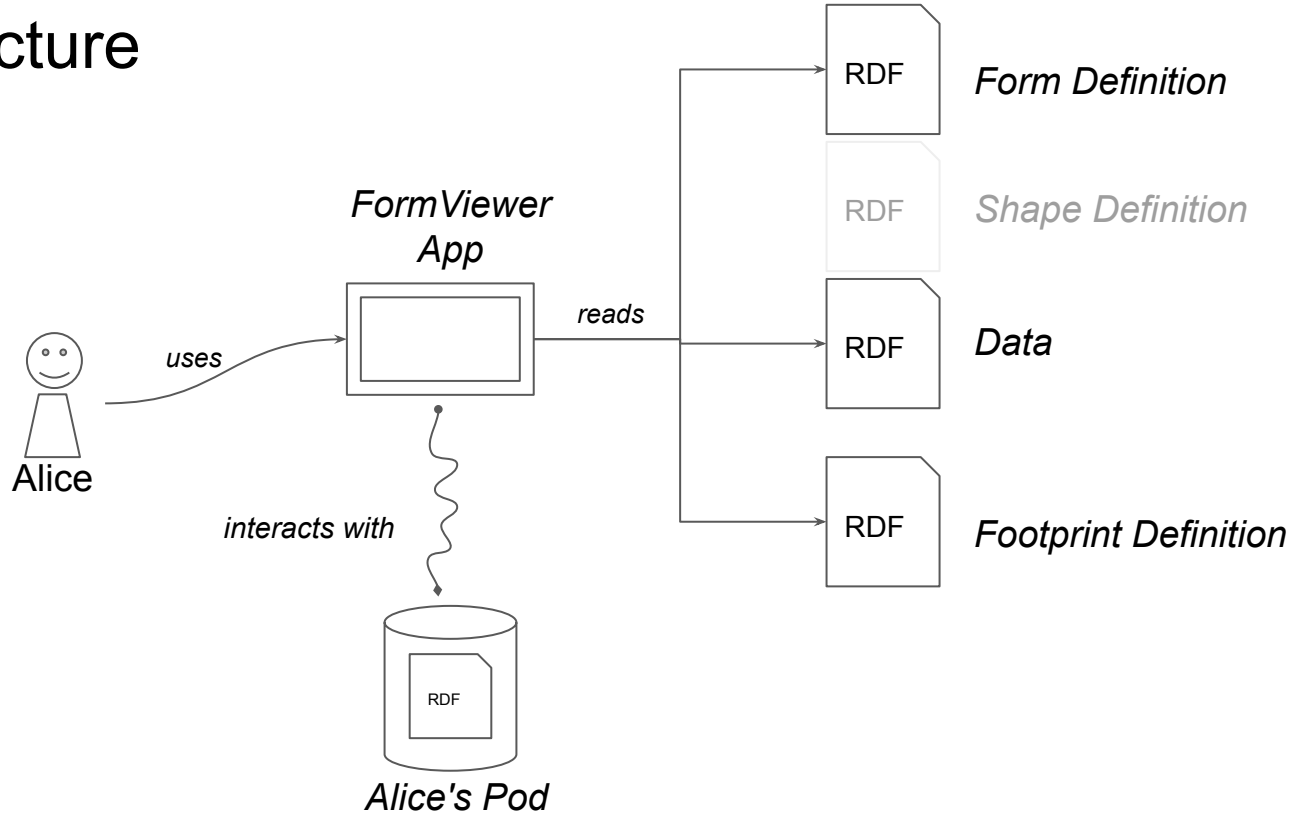 cture
RDF
Form Definition
RDF
Shape Definition
FormViewer
App
reads
uses
RDF
Data
Alice
interacts with
RDF
Footprint Definition
RDF
Alice's Pod